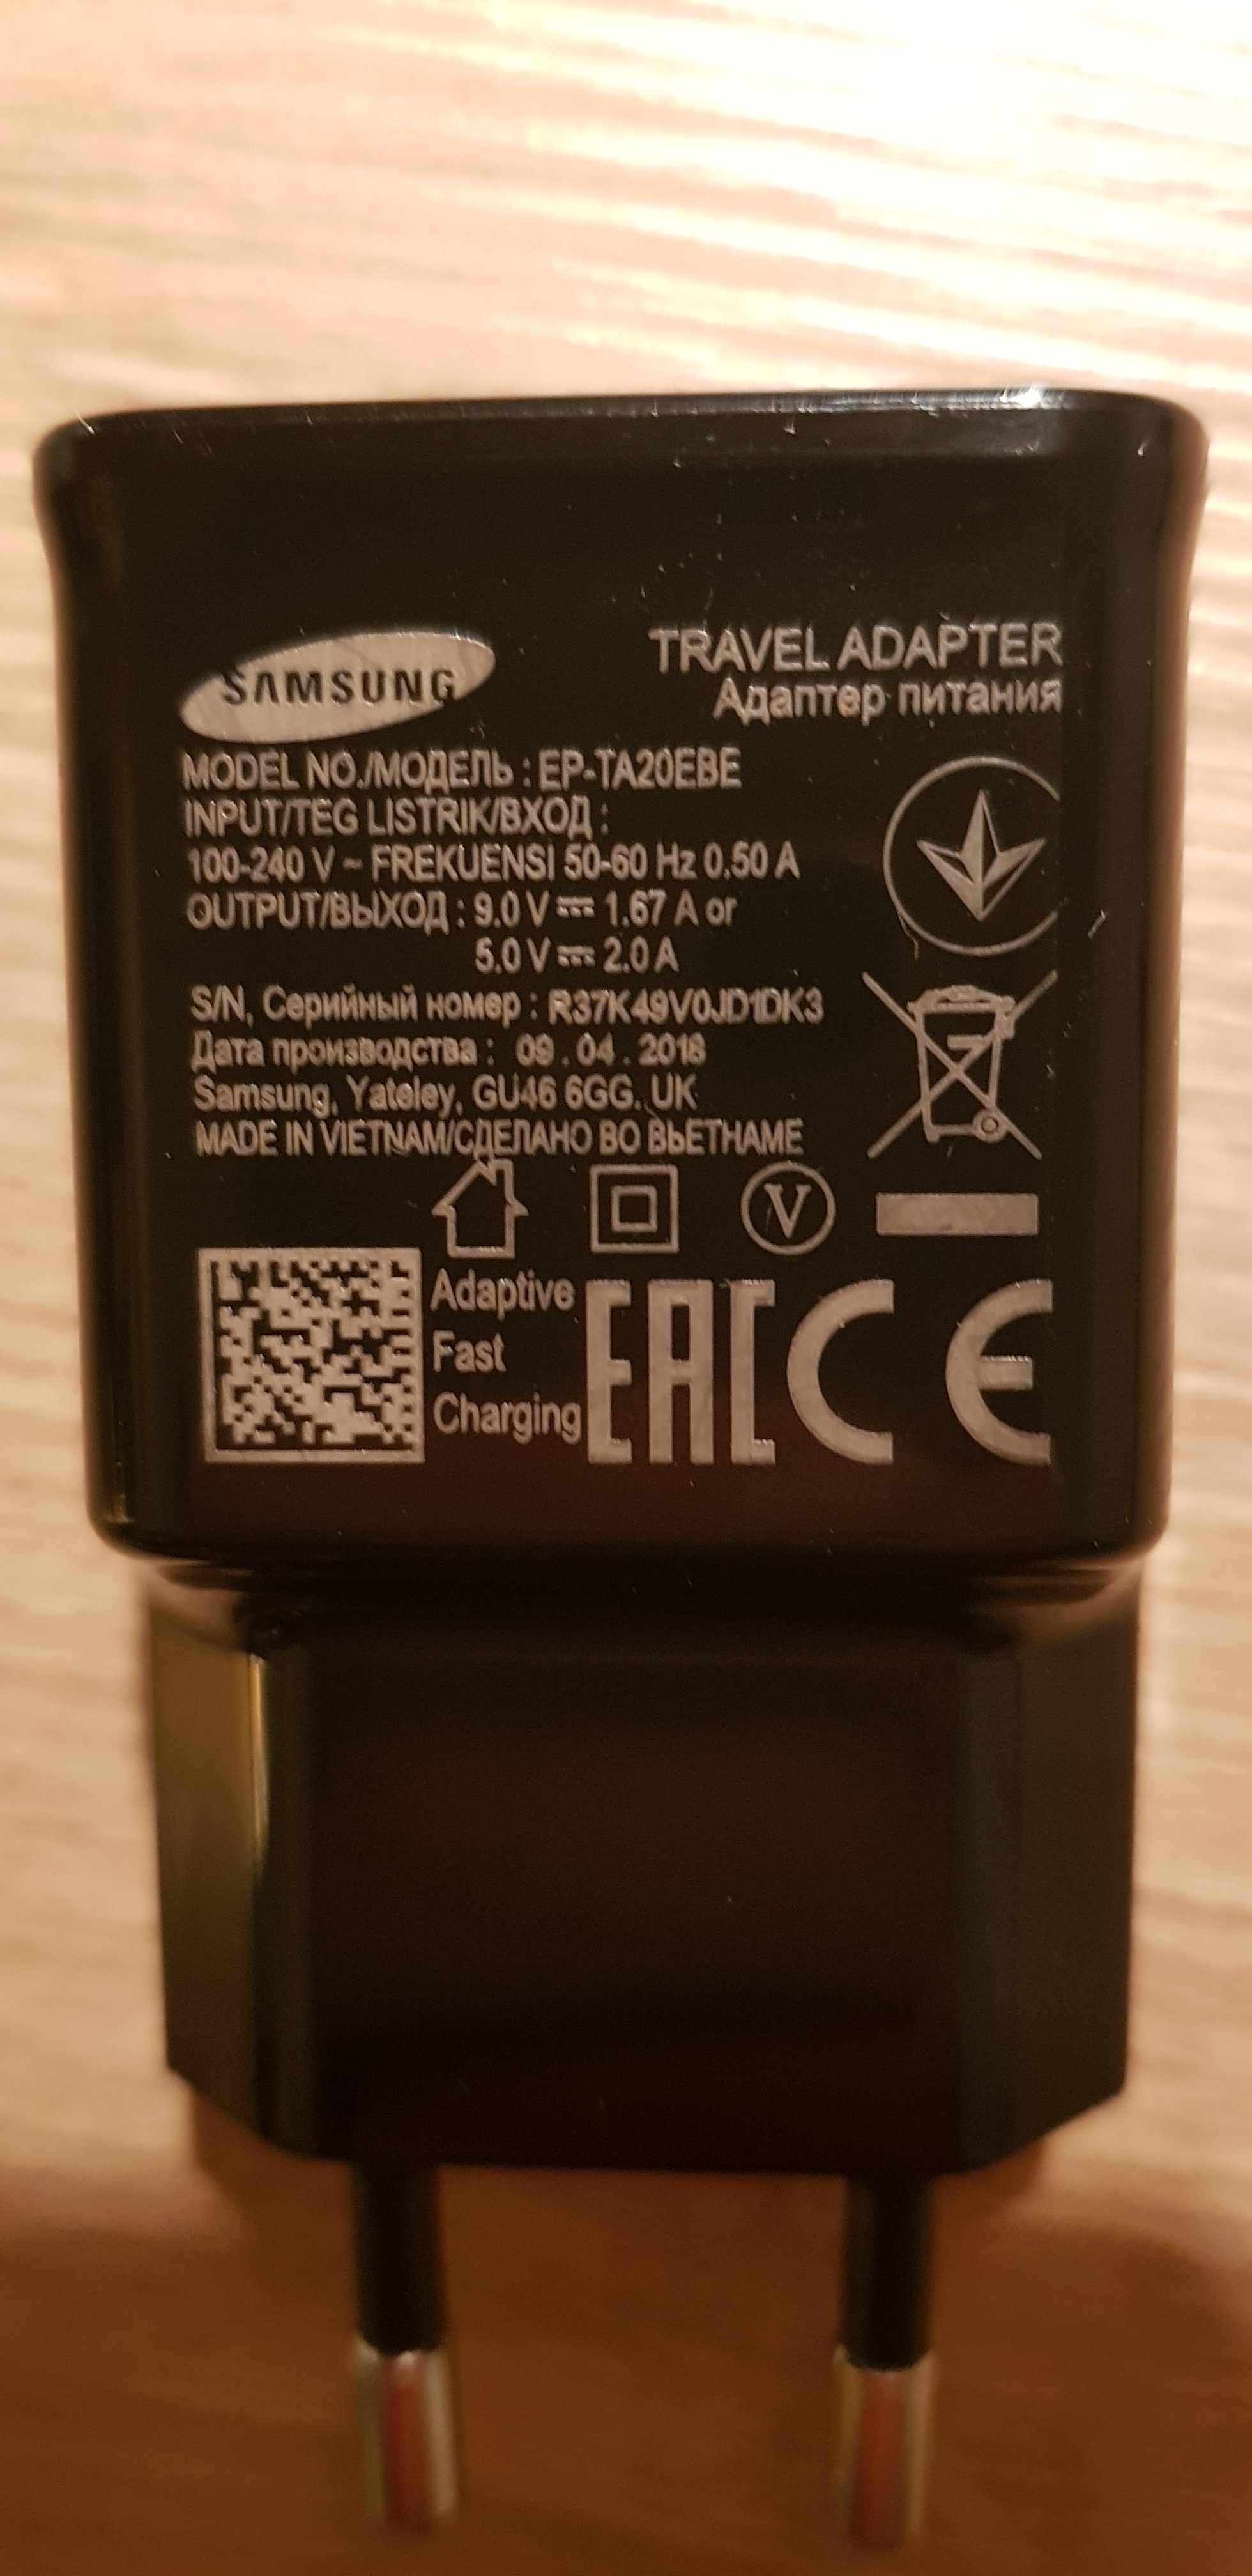 SAMSUNG
TRAVEL ADAPTER
Адаптер питания
MODEL NO./МОДЕЛЬ : EP-TA20EBE
INPUT/TEG LISTRIK/ВХОД :
100-240 V ~ FREKUENSI 50-60 Hz 0.50 A
OUTPUT/ВЫХОД : 9.0 V ⎓ 1.67 A or
5.0 V ⎓ 2.0 A
S/N, Серийный номер : R37K49V0JD1DK3
Дата производства : 09 . 04 . 2018
Samsung, Yateley, GU46 6GG. UK
MADE IN VIETNAM/СДЕЛАНО ВО ВЬЕТНАМЕ
V
Adaptive
Fast
Charging
EAC CE